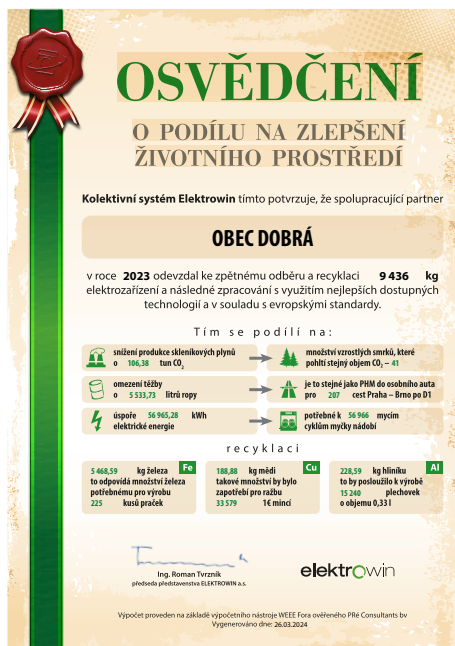 OSVĚDČENÍ
O PODÍLU NA ZLEPŠENÍ
ŽIVOTNÍHO PROSTŘEDÍ
Kolektivní systém Elektrowin tímto potvrzuje, že spolupracující partner
OBEC DOBRÁ
v roce 2023 odevzdal ke zpětnému odběru a recyklaci 9 436 kg
elektrozařízení a následné zpracování s využitím nejlepších dostupných
technologií a v souladu s evropskými standardy.
Tím se podílí na:
snížení produkce skleníkových plynů
o 106,38 tun CO₂
množství vzrostlých smrků, které
pohltí stejný objem CO₂ – 41
omezení těžby
o 5 533,73 litrů ropy
je to stejné jako PHM do osobního auta
pro 207 cest Praha – Brno po D1
úspoře 56 965,28 kWh
elektrické energie
potřebné k 56 966 mycím
cyklům myčky nádobí
recyklaci
Fe
5 468,59 kg železa
to odpovídá množství železa
potřebnému pro výrobu
225 kusů praček
Cu
188,88 kg mědi
takové množství by bylo
zapotřebí pro ražbu
33 579 1€ mincí
Al
228,59 kg hliníku
to by posloužilo k výrobě
15 240 plechovek
o objemu 0,33 l
Ing. Roman Tvrzník
předseda představenstva ELEKTROWIN a.s.
elektrowin
Výpočet proveden na základě výpočetního nástroje WEEE Fora ověřeného PRé Consultants bv
Vygenerováno dne: 26.03.2024